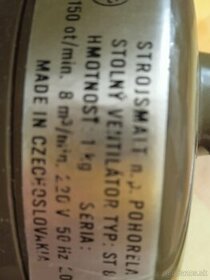 STROJSMALT n.p. POHORELÁ
STOLNÝ VENTILÁTOR TYP: ST 6
HMOTNOSŤ: 1 kg SERIA:
150 ot/min. 8 m³/min. 220 V 50 Hz
MADE IN CZECHOSLOVAKIA